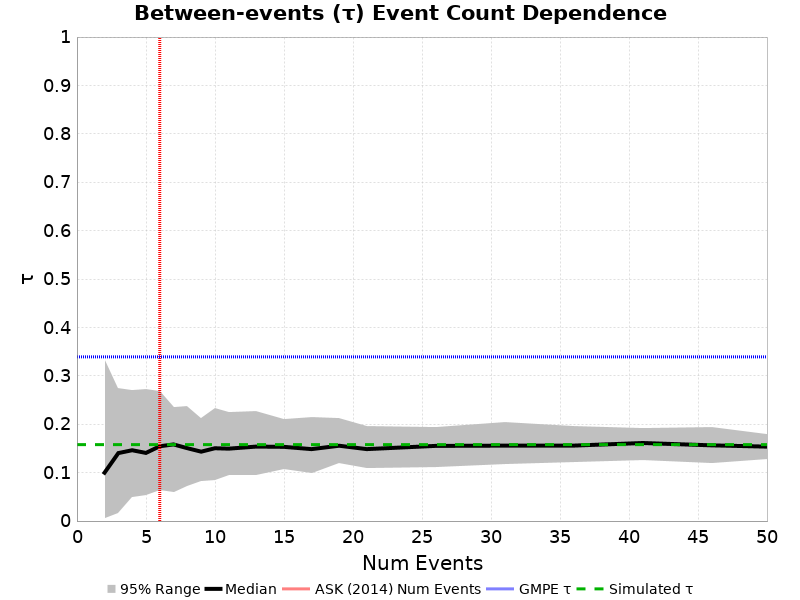 Between-events (τ) Event Count Dependence
1
0.9
0.8
0.7
0.6
0.5
0.4
0.3
0.2
0.1
0
τ
0 5 10 15 20 25 30 35 40 45 50
Num Events
95% Range Median ASK (2014) Num Events GMPE τ Simulated τ